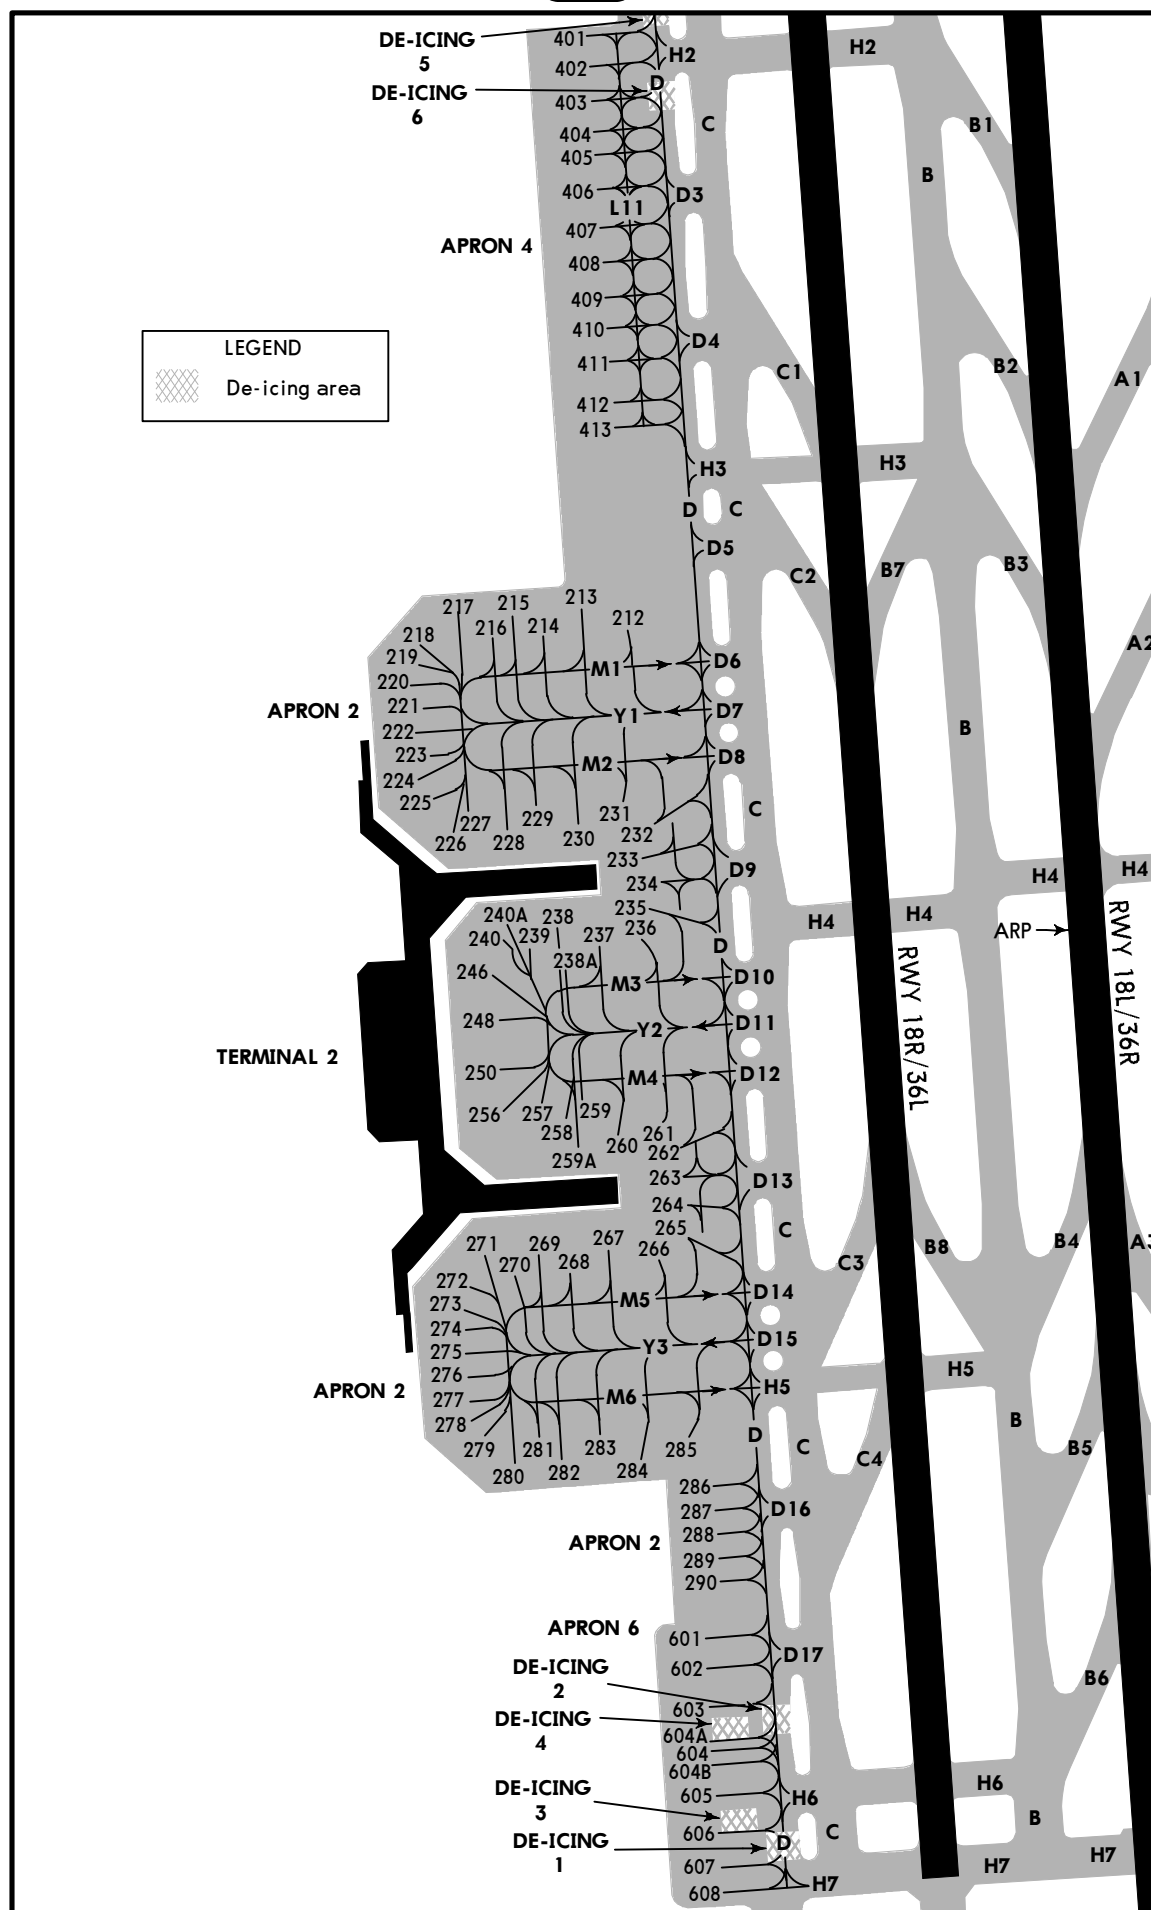 DE-ICING
5
401
H2
H2
402
D
DE-ICING
6
403
C
B1
404
405
B
406
D3
L11
407
APRON 4
408
409
410
D4
LEGEND
De-icing area
411
C1
B2
A1
412
413
H3
H3
D
C
D5
C2
B7
B3
217
215
213
216
214
212
218
219
220
M1
D6
A2
APRON 2
221
Y1
D7
222
B
223
M2
D8
224
225
C
226
227
228
229
230
231
232
233
D9
H4
H4
234
240A
238
235
240
239
237
236
H4
H4
ARP
RWY 18L/36R
D
RWY 18R/36L
246
238A
M3
D10
248
Y2
D11
TERMINAL 2
250
M4
D12
256
257
259
258
260
261
259A
262
263
D13
264
265
C
271
269
267
266
270
268
B8
B4
A3
C3
272
273
M5
D14
274
Y3
D15
275
276
H5
APRON 2
M6
H5
277
278
B
279
281
283
285
D
C
B5
280
282
284
C4
286
287
D16
288
APRON 2
289
290
APRON 6
601
D17
DE-ICING
2
602
B6
603
DE-ICING
4
604A
604
604B
H6
DE-ICING
3
605
H6
606
D
C
B
DE-ICING
1
607
H7
H7
608
H7